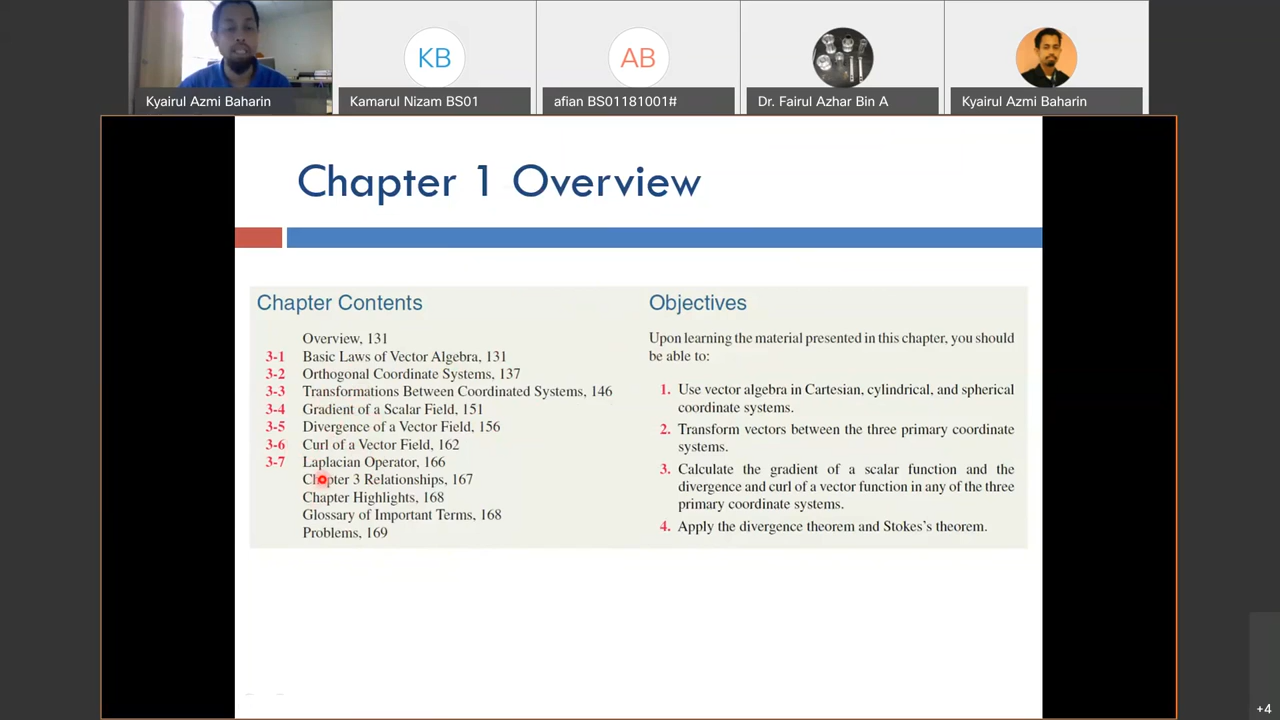 KB
AB
Kyairul Azmi Baharin
Kamarul Nizam BS01
afian BS01181001#
Dr. Fairul Azhar Bin A
Kyairul Azmi Baharin
Chapter 1 Overview
Chapter Contents
Overview, 131
3-1 Basic Laws of Vector Algebra, 131
3-2 Orthogonal Coordinate Systems, 137
3-3 Transformations Between Coordinated Systems, 146
3-4 Gradient of a Scalar Field, 151
3-5 Divergence of a Vector Field, 156
3-6 Curl of a Vector Field, 162
3-7 Laplacian Operator, 166
Chapter 3 Relationships, 167
Chapter Highlights, 168
Glossary of Important Terms, 168
Problems, 169
Objectives
Upon learning the material presented in this chapter, you should
be able to:
1. Use vector algebra in Cartesian, cylindrical, and spherical
coordinate systems.
2. Transform vectors between the three primary coordinate
systems.
3. Calculate the gradient of a scalar function and the
divergence and curl of a vector function in any of the three
primary coordinate systems.
4. Apply the divergence theorem and Stokes's theorem.
+4